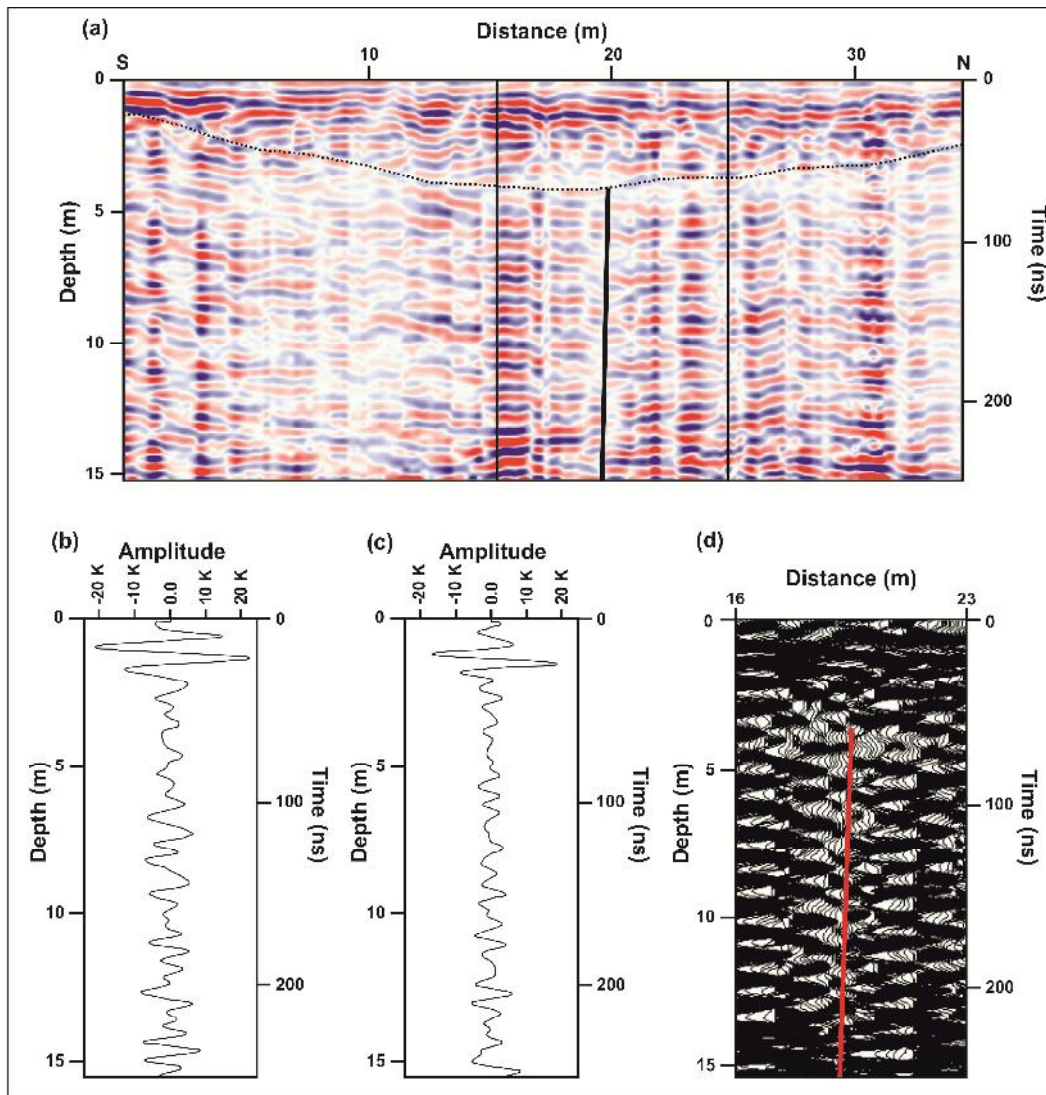 (a)
Distance (m)
S 10 20 30 N
0 0
5
100
10
200
15
Depth (m)
Time (ns)
(b)
Amplitude
-20 K -10 K 0.0 10 K 20 K
0 0
5
100
10
200
15
Depth (m)
Time (ns)
(c)
Amplitude
-20 K -10 K 0.0 10 K 20 K
0 0
5
100
10
200
15
Depth (m)
Time (ns)
(d)
Distance (m)
16 23
0 0
5
100
10
200
15
Depth (m)
Time (ns)